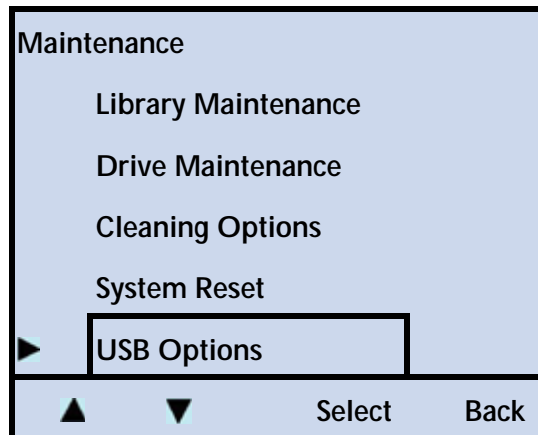 Maintenance
Library Maintenance
Drive Maintenance
Cleaning Options
System Reset
USB Options
Select Back